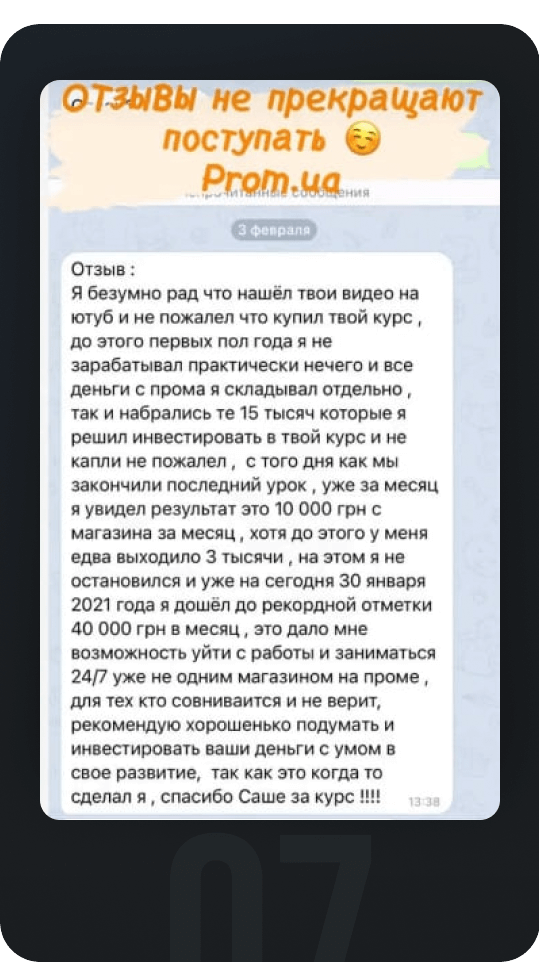 ОТЗЫВЫ не прекращают
поступать ☺️
Prom.ua
сообщения
3 февраля
Отзыв :
Я безумно рад что нашёл твои видео на
ютуб и не пожалел что купил твой курс ,
до этого первых пол года я не
зарабатывал практически нечего и все
деньги с прома я складывал отдельно ,
так и набрались те 15 тысяч которые я
решил инвестировать в твой курс и не
капли не пожалел , с того дня как мы
закончили последний урок , уже за месяц
я увидел результат это 10 000 грн с
магазина за месяц , хотя до этого у меня
едва выходило 3 тысячи , на этом я не
остановился и уже на сегодня 30 января
2021 года я дошёл до рекордной отметки
40 000 грн в месяц , это дало мне
возможность уйти с работы и заниматься
24/7 уже не одним магазином на проме ,
для тех кто совниваится и не верит,
рекомендую хорошенько подумать и
инвестировать ваши деньги с умом в
свое развитие, так как это когда то
сделал я , спасибо Саше за курс !!!!
13:38
07